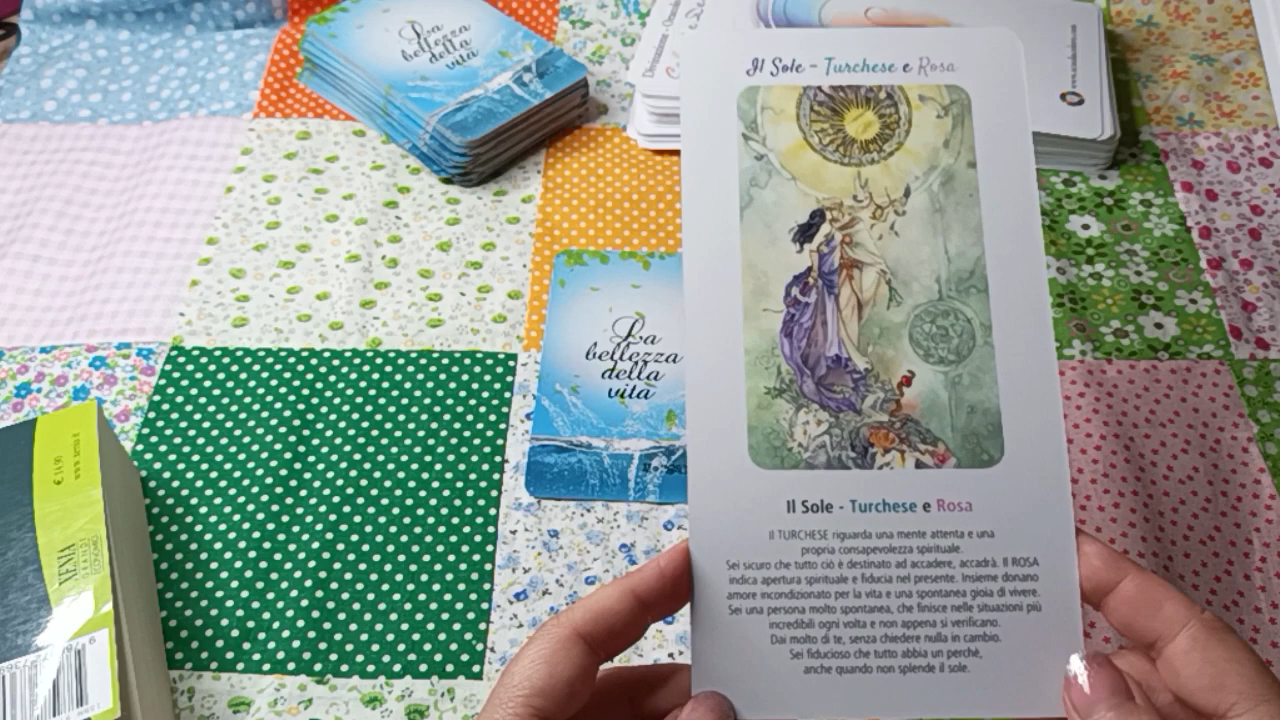 La
bellezza
della
vita
Il Sole - Turchese e Rosa
www.
La
bellezza
della
vita
€ 14,90
XENIA
Il Sole - Turchese e Rosa
Il TURCHESE riguarda una mente attenta e una
propria consapevolezza spirituale.
Sei sicuro che tutto ciò è destinato ad accadere, accadrà. Il ROSA
indica apertura spirituale e fiducia nel presente. Insieme donano
amore incondizionato per la vita e una spontanea gioia di vivere.
Sei una persona molto spontanea, che finisce nelle situazioni più
incredibili ogni volta e non appena si verificano.
Dai molto di te, senza chiedere nulla in cambio.
Sei fiducioso che tutto abbia un perchè,
anche quando non splende il sole.